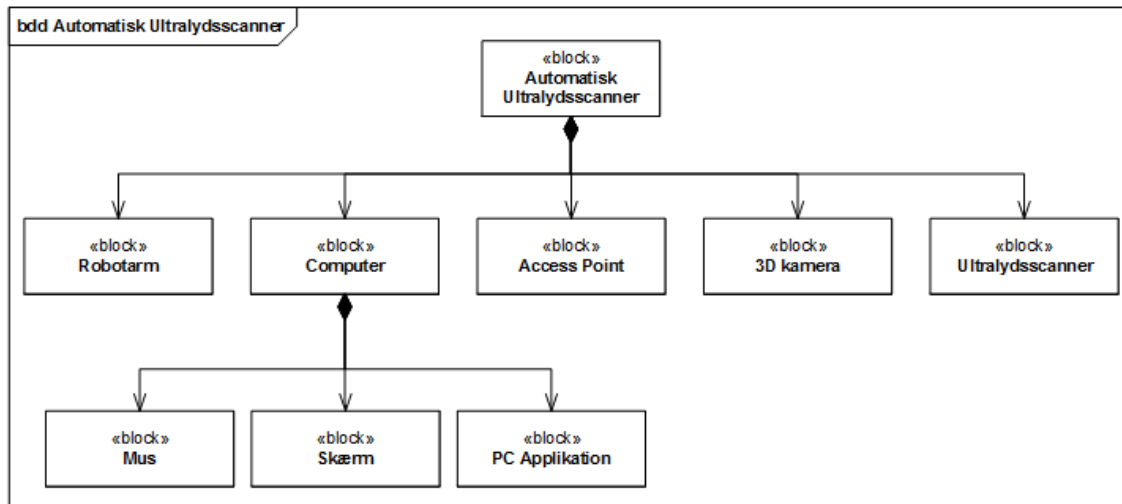 bdd Automatisk Ultralydsscanner
«block»
Automatisk
Ultralydsscanner
«block»
Robotarm
«block»
Computer
«block»
Access Point
«block»
3D kamera
«block»
Ultralydsscanner
«block»
Mus
«block»
Skærm
«block»
PC Applikation